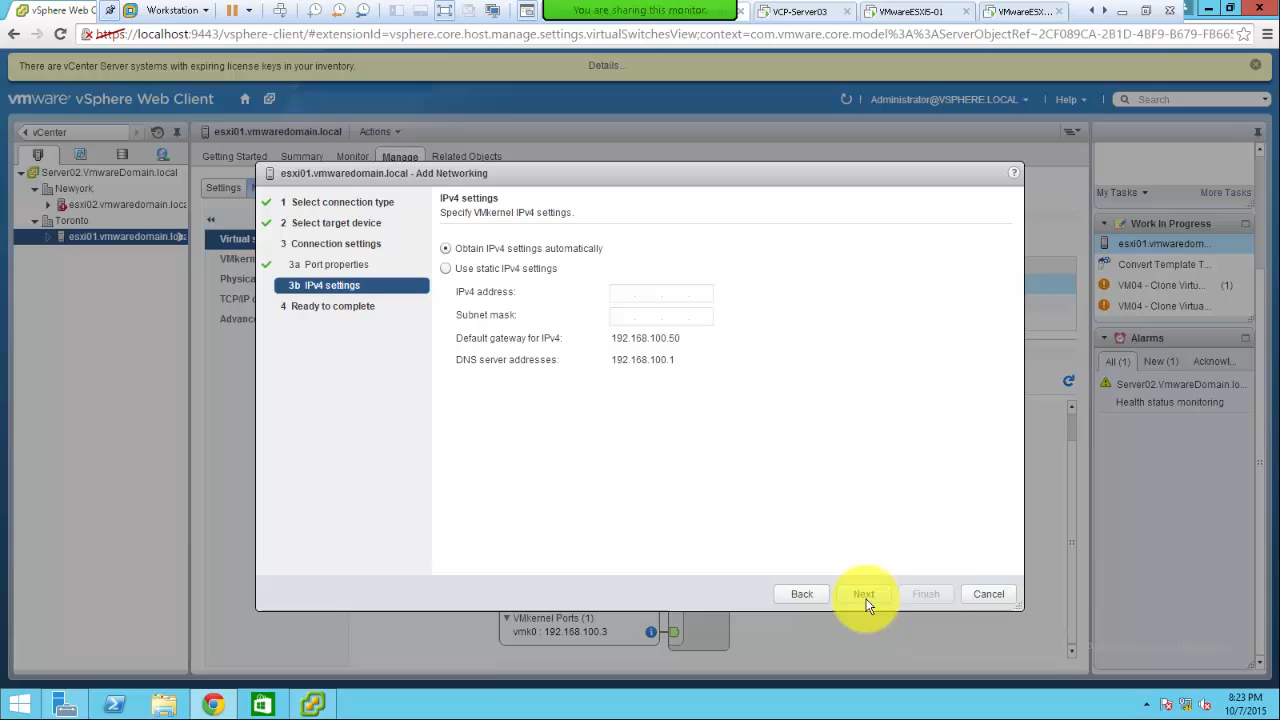 vSphere Web C
Workstation
You are sharing this monitor.
VCP-Server03
VMwareESXi5-01
VMwareESX...
https://localhost:9443/vsphere-client/#extensionId=vsphere.core.host.manage.settings.virtualSwitchesView;context=com.vmware.core.model%3A%3AServerObjectRef~2CF089CA-2B1D-4BF9-B679-FB665
There are vCenter Server systems with expiring license keys in your inventory.
Details...
vmware vSphere Web Client
Administrator@VSPHERE.LOCAL
Help
Search
vCenter
esxi01.vmwaredomain.local
Actions
Getting Started
Summary
Monitor
Manage
Related Objects
Server02.VmwareDomain.local
Newyork
esxi02.vmwaredomain.loca
Toronto
esxi01.vmwaredomain.loca
Settings
Virtual s
VMker
Physica
TCP/IP
Advanc
esxi01.vmwaredomain.local - Add Networking
1 Select connection type
2 Select target device
3 Connection settings
3a Port properties
3b IPv4 settings
4 Ready to complete
IPv4 settings
Specify VMkernel IPv4 settings.
Obtain IPv4 settings automatically
Use static IPv4 settings
IPv4 address:
Subnet mask:
Default gateway for IPv4:
192.168.100.50
DNS server addresses:
192.168.100.1
Back
Next
Finish
Cancel
VMkernel Ports (1)
vmk0 : 192.168.100.3
My Tasks
More Tasks
Work In Progress
esxi01.vmwaredom...
Convert Template T...
VM04 - Clone Virtua... (1)
VM04 - Clone Virtu...
Alarms
All (1)
New (1)
Acknowl...
Server02.VmwareDomain.lo...
Health status monitoring
8:23 PM
10/7/2015